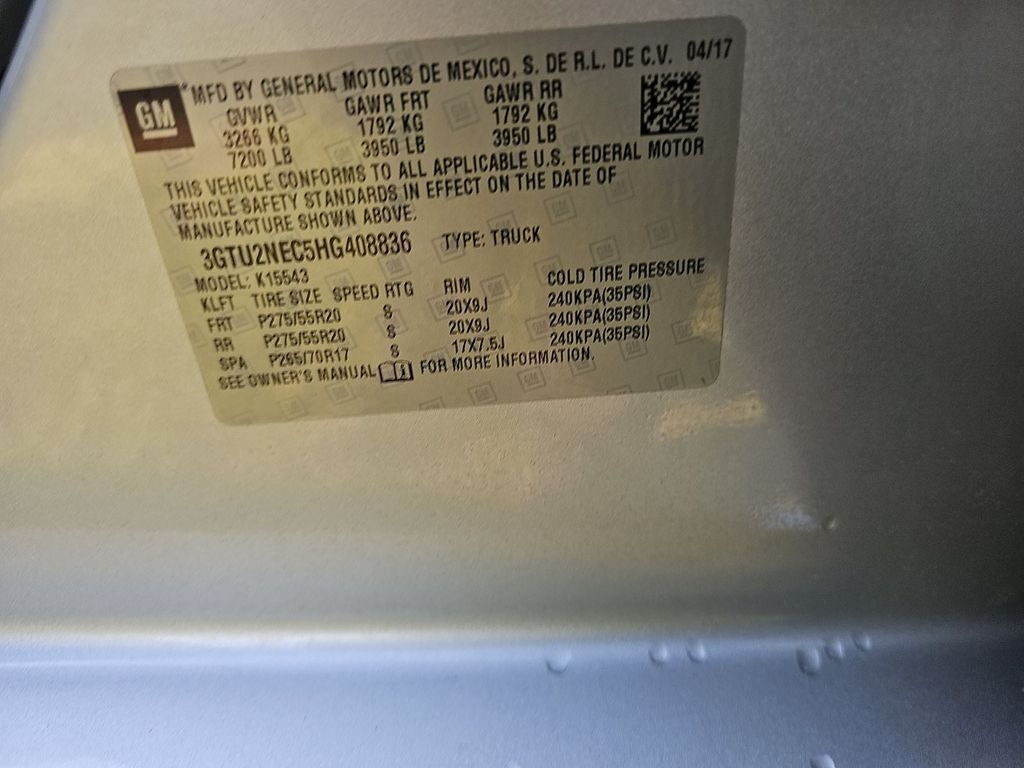 *MFD BY GENERAL MOTORS DE MEXICO, S. DE R.L. DE C.V. 04/17
GM
GVWR GAWR FRT GAWR RR
3266 KG 1792 KG 1792 KG
7200 LB 3950 LB 3950 LB
THIS VEHICLE CONFORMS TO ALL APPLICABLE U.S. FEDERAL MOTOR
VEHICLE SAFETY STANDARDS IN EFFECT ON THE DATE OF
MANUFACTURE SHOWN ABOVE.
3GTU2NEC5HG408836 TYPE: TRUCK
MODEL: K15543
KLFT TIRE SIZE SPEED RTG RIM COLD TIRE PRESSURE
FRT P275/55R20 S 20X9J 240KPA(35PSI)
RR P275/55R20 S 20X9J 240KPA(35PSI)
SPA P265/70R17 S 17X7.5J 240KPA(35PSI)
SEE OWNER'S MANUAL FOR MORE INFORMATION.